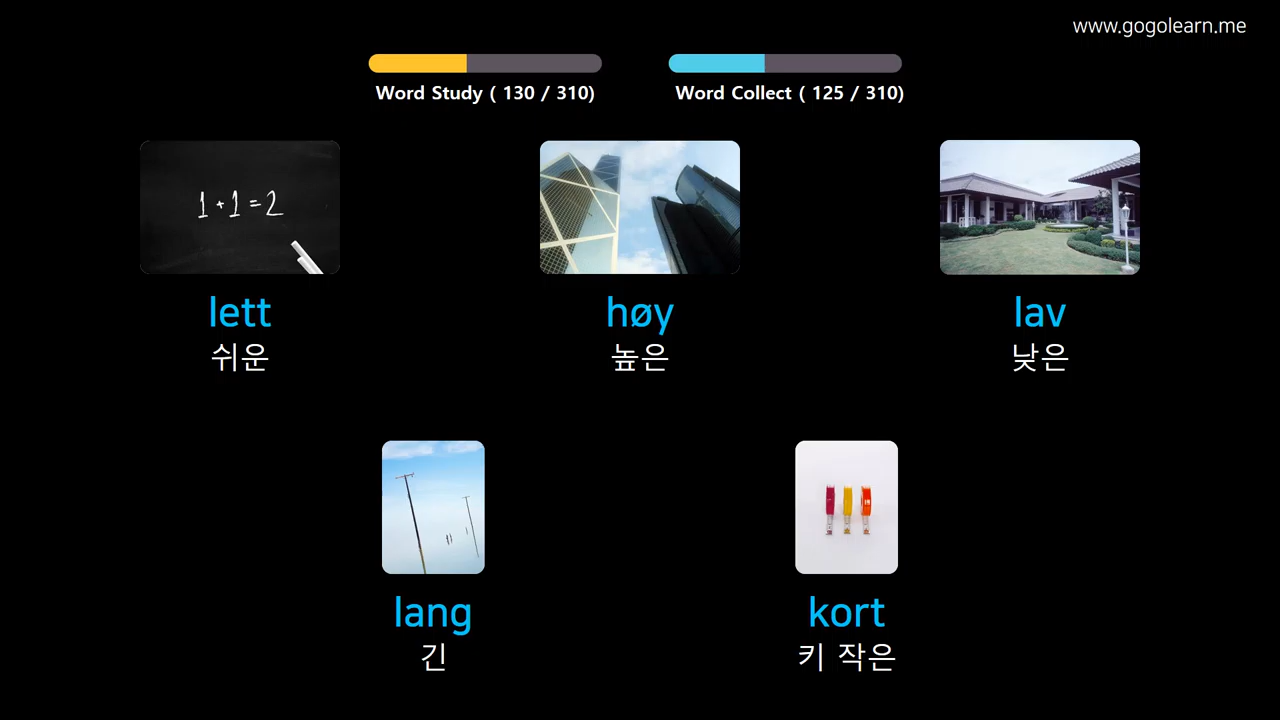 www.gogolearn.me
Word Study ( 130 / 310)
Word Collect ( 125 / 310)
1+1=2
lett
쉬운
høy
높은
lav
낮은
lang
긴
kort
키 작은